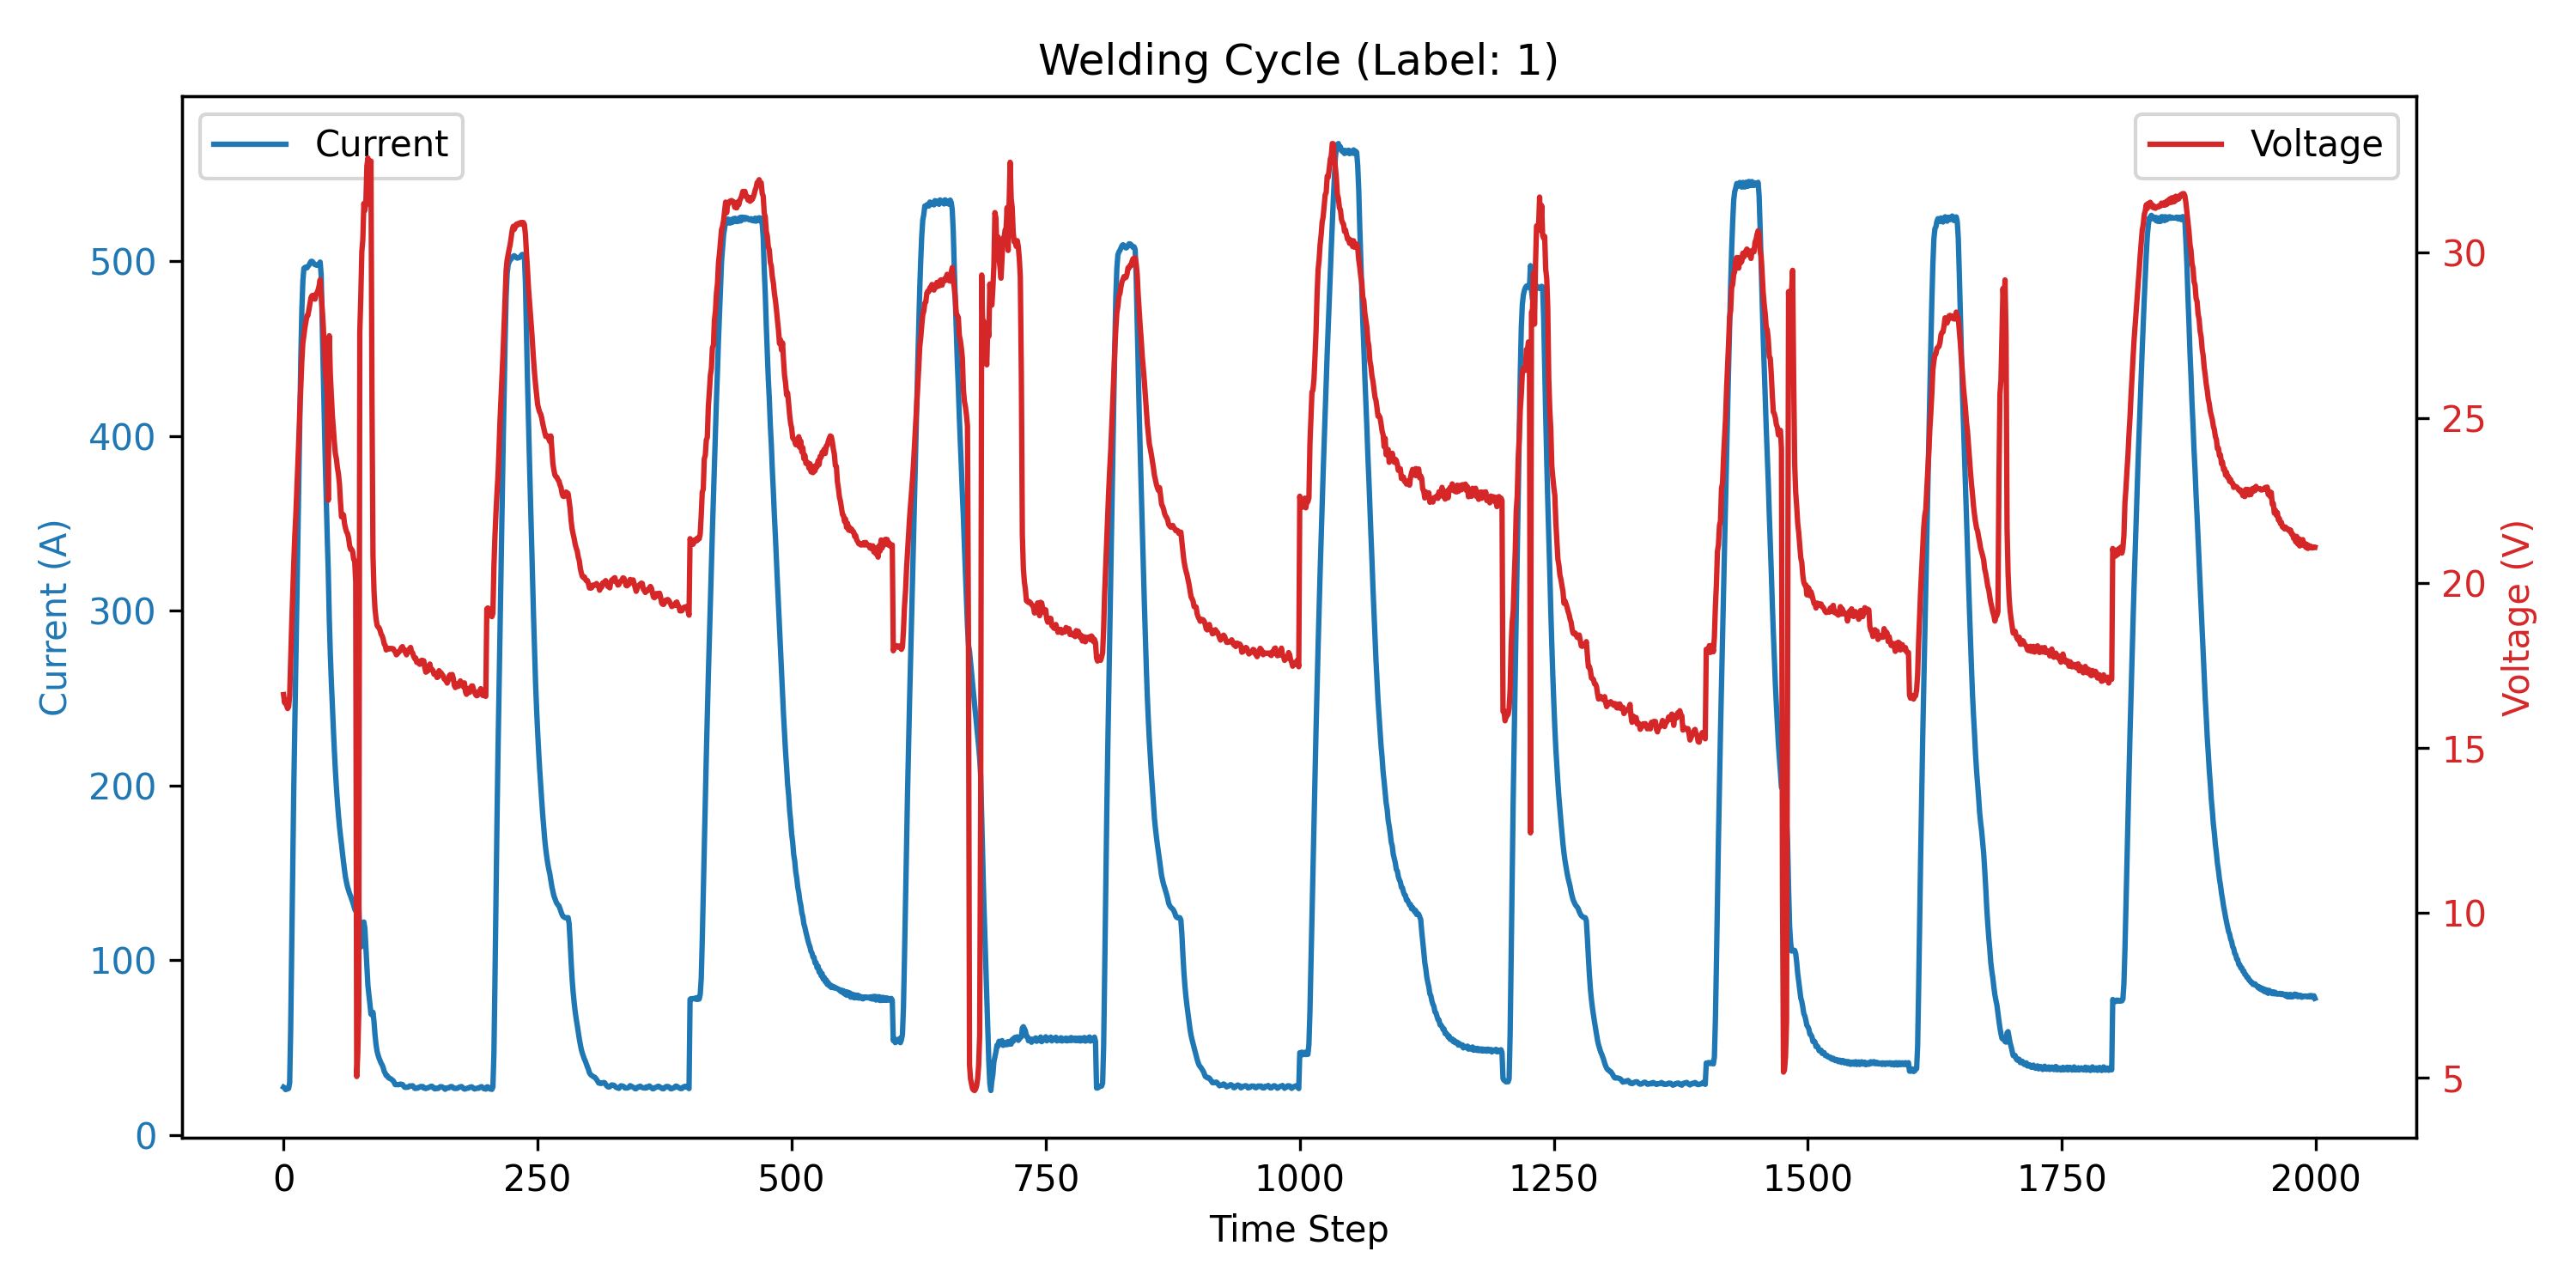 Welding Cycle (Label: 1)
Current
Voltage
500
400
300
200
100
0
Current (A)
30
25
20
15
10
5
Voltage (V)
0 250 500 750 1000 1250 1500 1750 2000
Time Step